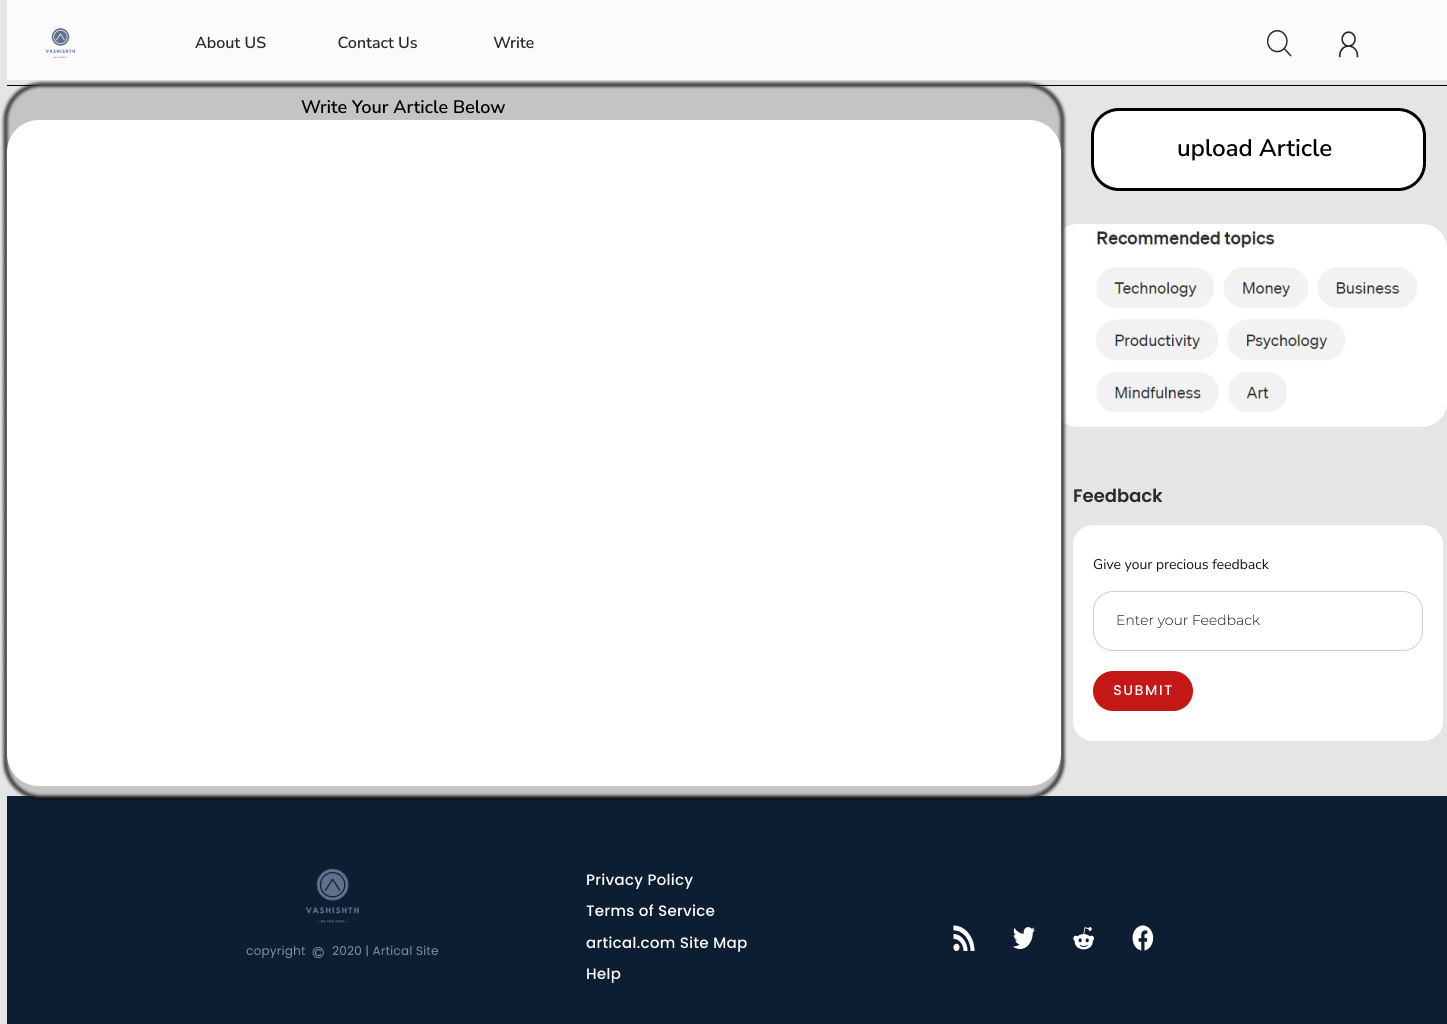 VASHISHTH
About US
Contact Us
Write
Write Your Article Below
upload Article
Recommended topics
Technology
Money
Business
Productivity
Psychology
Mindfulness
Art
Feedback
Give your precious feedback
Enter your Feedback
SUBMIT
VASHISHTH
copyright © 2020 | Artical Site
Privacy Policy
Terms of Service
artical.com Site Map
Help